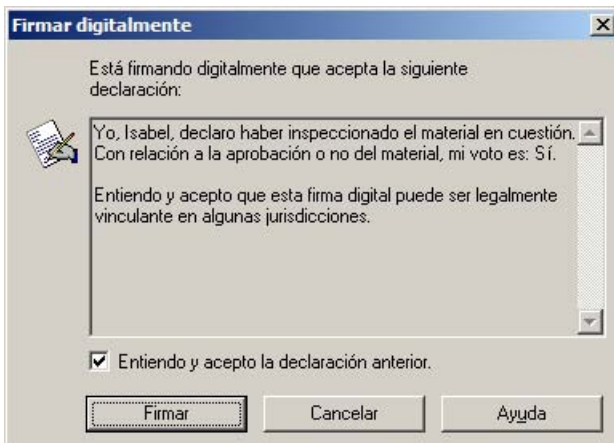 Firmar digitalmente
Está firmando digitalmente que acepta la siguiente
declaración:
Yo, Isabel, declaro haber inspeccionado el material en cuestión.
Con relación a la aprobación o no del material, mi voto es: Sí.
Entiendo y acepto que esta firma digital puede ser legalmente
vinculante en algunas jurisdicciones.
Entiendo y acepto la declaración anterior.
Firmar
Cancelar
Ayuda